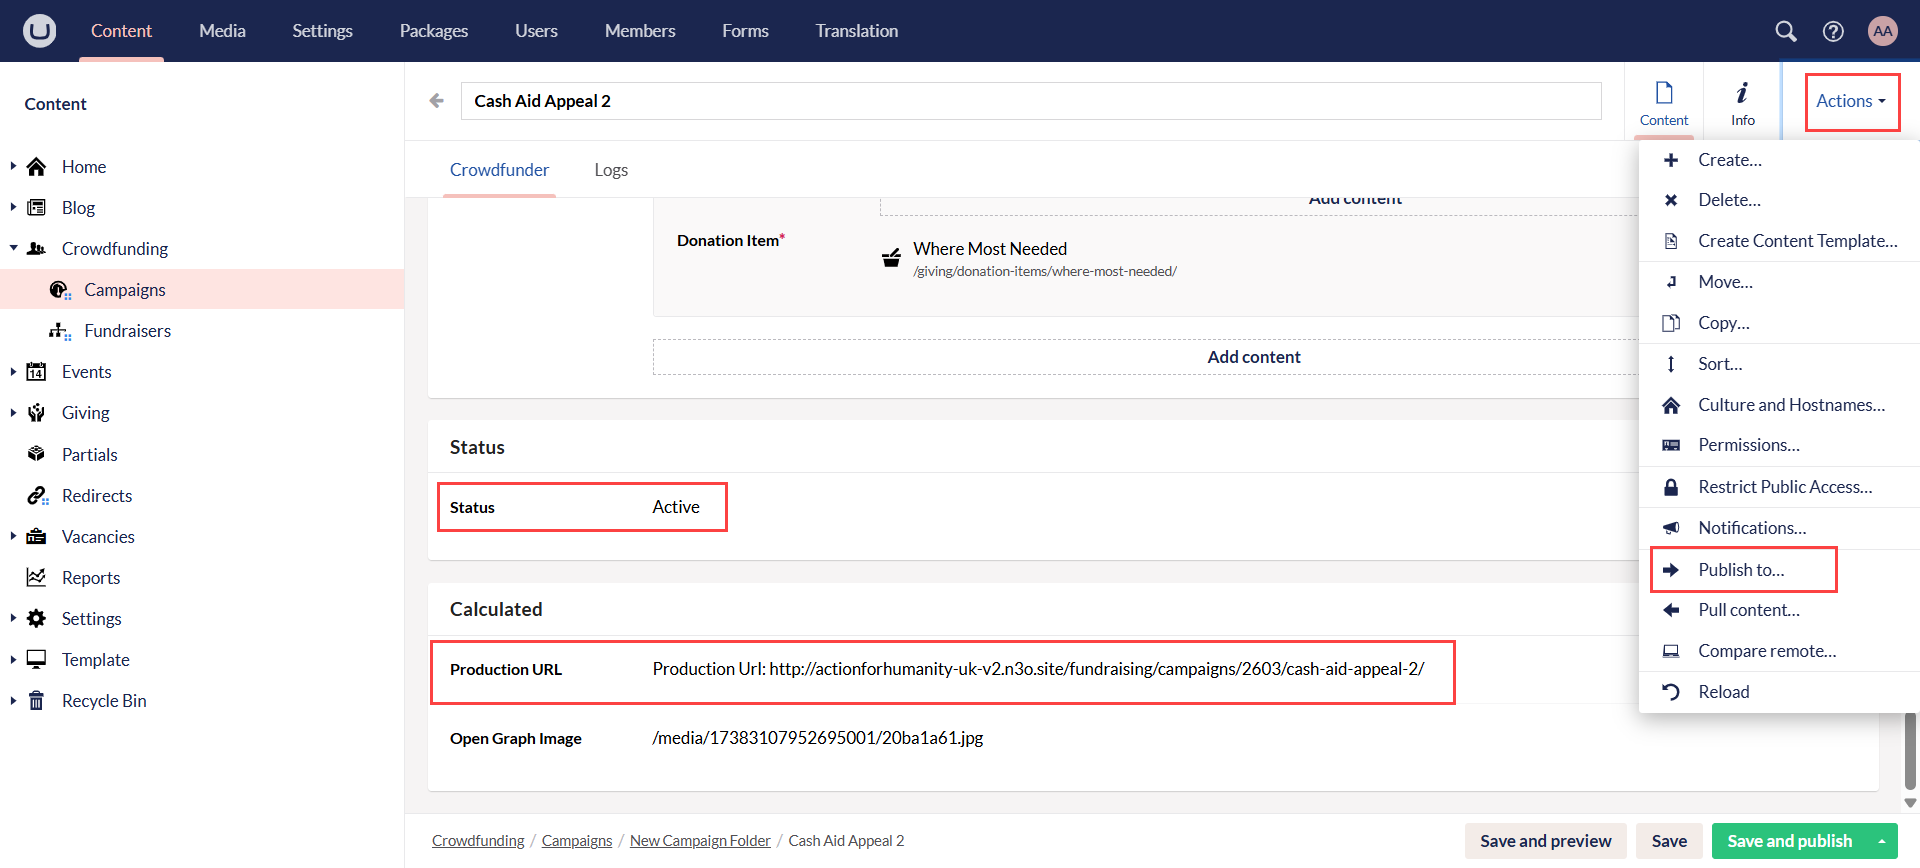 Content
Media
Settings
Packages
Users
Members
Forms
Translation
AA
Content
Home
Blog
Crowdfunding
Campaigns
Fundraisers
14
Events
Giving
Partials
Redirects
Vacancies
Reports
Settings
Template
Recycle Bin
Cash Aid Appeal 2
Content
Info
Actions
Crowdfunder
Logs
Add content
Donation Item*
Where Most Needed
/giving/donation-items/where-most-needed/
Add content
Status
Status Active
Calculated
Production URL Production Url: http://actionforhumanity-uk-v2.n3o.site/fundraising/campaigns/2603/cash-aid-appeal-2/
Open Graph Image /media/17383107952695001/20ba1a61.jpg
Create...
Delete...
Create Content Template...
Move...
Copy...
Sort...
Culture and Hostnames...
Permissions...
Restrict Public Access...
Notifications...
Publish to...
Pull content...
Compare remote...
Reload
Crowdfunding / Campaigns / New Campaign Folder / Cash Aid Appeal 2
Save and preview
Save
Save and publish